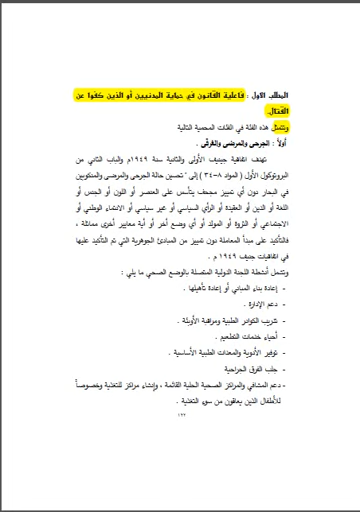 المطلب الاول : فاعلية القانون في حماية المدنيين أو الذين كفوا عن
القتال.
وتتمثل هذه الفئة في الفئات المحمية التالية
أولاً : الجرحى والمرضى والغرقى .
تهدف اتفاقية جنيف الأولى والثانية سنة ١٩٤٩م والباب الثاني من
البروتوكول الأول ( المواد ٨-٣٤ ) إلى " تحسين حالة الجرحى والمرضى والمنكوبين
في البحار دون أي تمييز مجحف يتأسس على العنصر أو اللون أو الجنس أو
اللغة أو الدين أو العقيدة أو الرأي السياسي أو غير سياسي أو الانتماء الوطني أو
الاجتماعي أو الثروة أو المولد أو أي وضع آخر أو أية معايير أخرى مماثلة ،
فالتأكيد على مبدأ المعاملة دون تمييز من المبادئ الجوهرية التي تم التأكيد عليها
في اتفاقيات جنيف ١٩٤٩ م .
وتشمل أنشطة اللجنة الدولية المتصلة بالوضع الصحي ما يلي :
- إعادة بناء المباني أو إعادة تأهيلها .
- دعم الإدارة .
- تدريب الكوادر الطبية ومراقبة الأوبئة .
- أحياء خدمات التطعيم .
- توفير الأدوية والمعدات الطبية الأساسية .
- جلب الفرق الجراحية
- دعم المشافي والمراكز الصحية المحلية القائمة ، وإنشاء مراكز للتغذية وخصوصاً
للأطفال الذين يعانون من سوء التغذية .